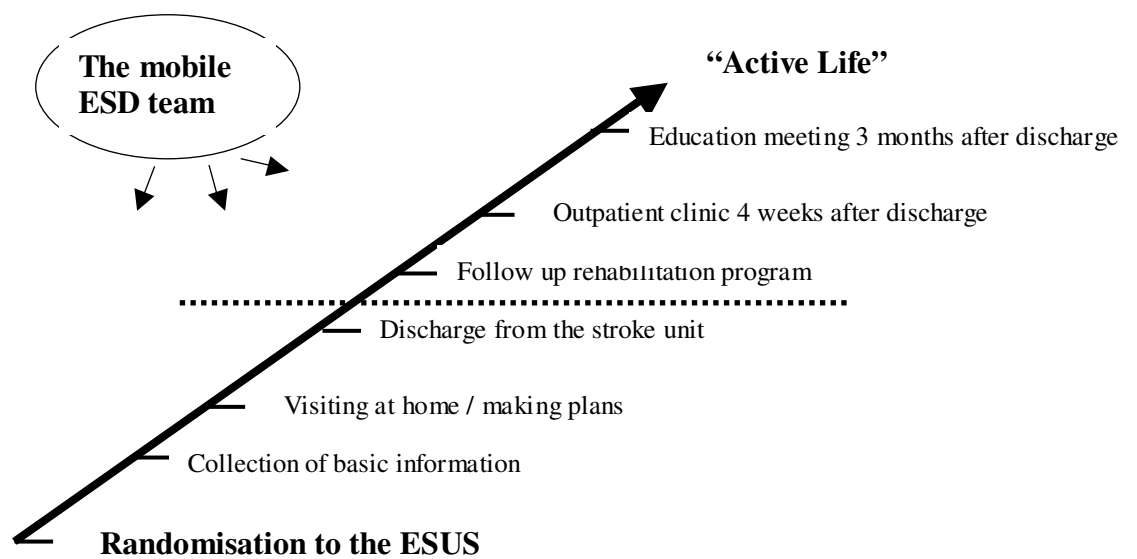 The mobile
ESD team
“Active Life”
Education meeting 3 months after discharge
Outpatient clinic 4 weeks after discharge
Follow up rehabilitation program
Discharge from the stroke unit
Visiting at home / making plans
Collection of basic information
Randomisation to the ESUS